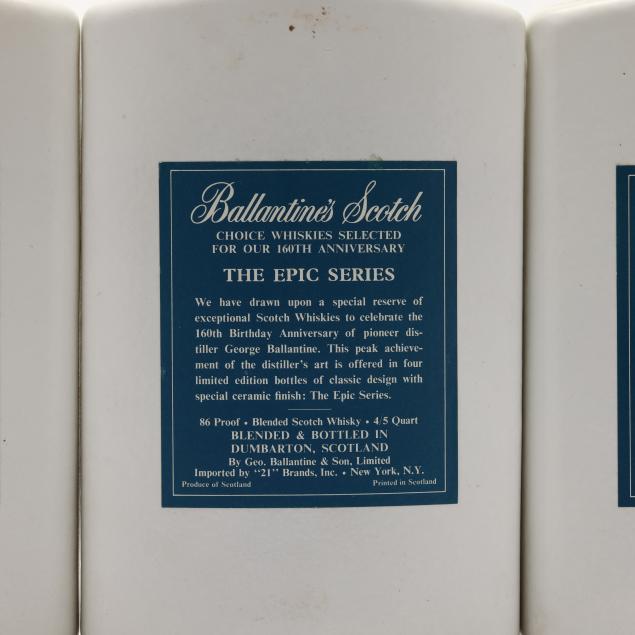 Ballantine's Scotch
CHOICE WHISKIES SELECTED
FOR OUR 160TH ANNIVERSARY
THE EPIC SERIES
We have drawn upon a special reserve of
exceptional Scotch Whiskies to celebrate the
160th Birthday Anniversary of pioneer dis-
tiller George Ballantine. This peak achieve-
ment of the distiller's art is offered in four
limited edition bottles of classic design with
special ceramic finish: The Epic Series.
86 Proof • Blended Scotch Whisky • 4/5 Quart
BLENDED & BOTTLED IN
DUMBARTON, SCOTLAND
By Geo. Ballantine & Son, Limited
Imported by "21" Brands, Inc. • New York, N.Y.
Produce of Scotland Printed in Scotland